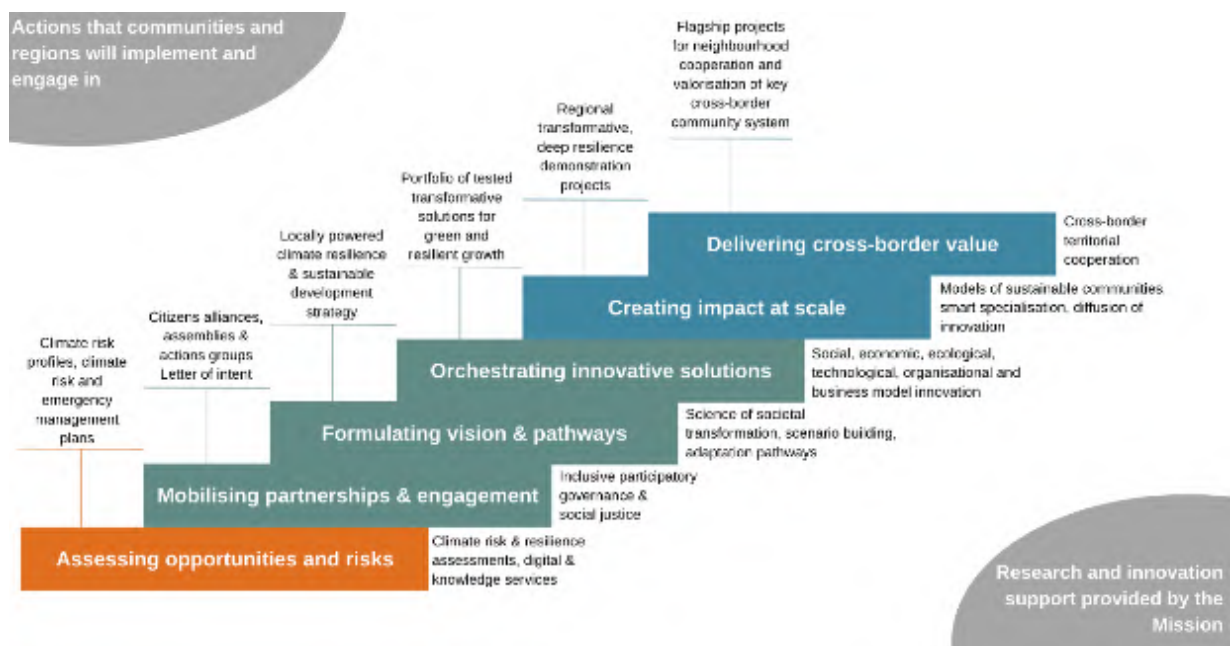 Actions that communities and
regions will implement and
engage in
Flagship projects
for neighbourhood
cooperation and
valorisation of key
cross-border
community system
Regional
transformative,
deep resilience
demonstration
projects
Portfolio of tested
transformative
solutions for
green and
resilient growth
Locally powered
climate resilience
& sustainable
development
strategy
Citizens alliances,
assemblies &
actions groups
Letter of intent
Climate risk
profiles, climate
risk and
emergency
management
plans
Delivering cross-border value
Cross-border
territorial
cooperation
Creating impact at scale
Models of sustainable communities
smart specialisation, diffusion of
innovation
Orchestrating innovative solutions
Social, economic, ecological,
technological, organisational and
business model innovation
Formulating vision & pathways
Science of societal
transformation, scenario building,
adaptation pathways
Mobilising partnerships & engagement
Inclusive participatory
governance &
social justice
Assessing opportunities and risks
Climate risk & resilience
assessments, digital &
knowledge services
Research and innovation
support provided by the
Mission